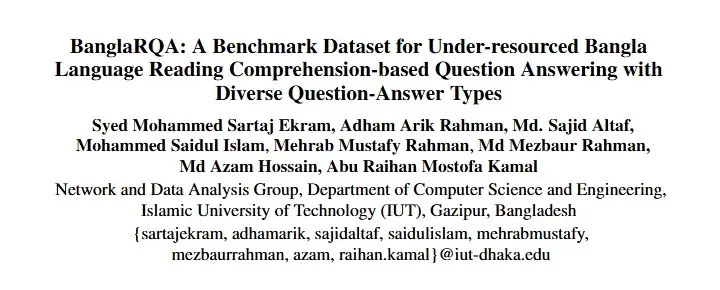 BanglaRQA: A Benchmark Dataset for Under-resourced Bangla
Language Reading Comprehension-based Question Answering with
Diverse Question-Answer Types
Syed Mohammed Sartaj Ekram, Adham Arik Rahman, Md. Sajid Altaf,
Mohammed Saidul Islam, Mehrab Mustafy Rahman, Md Mezbaur Rahman,
Md Azam Hossain, Abu Raihan Mostofa Kamal
Network and Data Analysis Group, Department of Computer Science and Engineering,
Islamic University of Technology (IUT), Gazipur, Bangladesh
{sartajekram, adhamarik, sajidaltaf, saidulislam, mehrabmustafy,
mezbaurrahman, azam, raihan.kamal}@iut-dhaka.edu